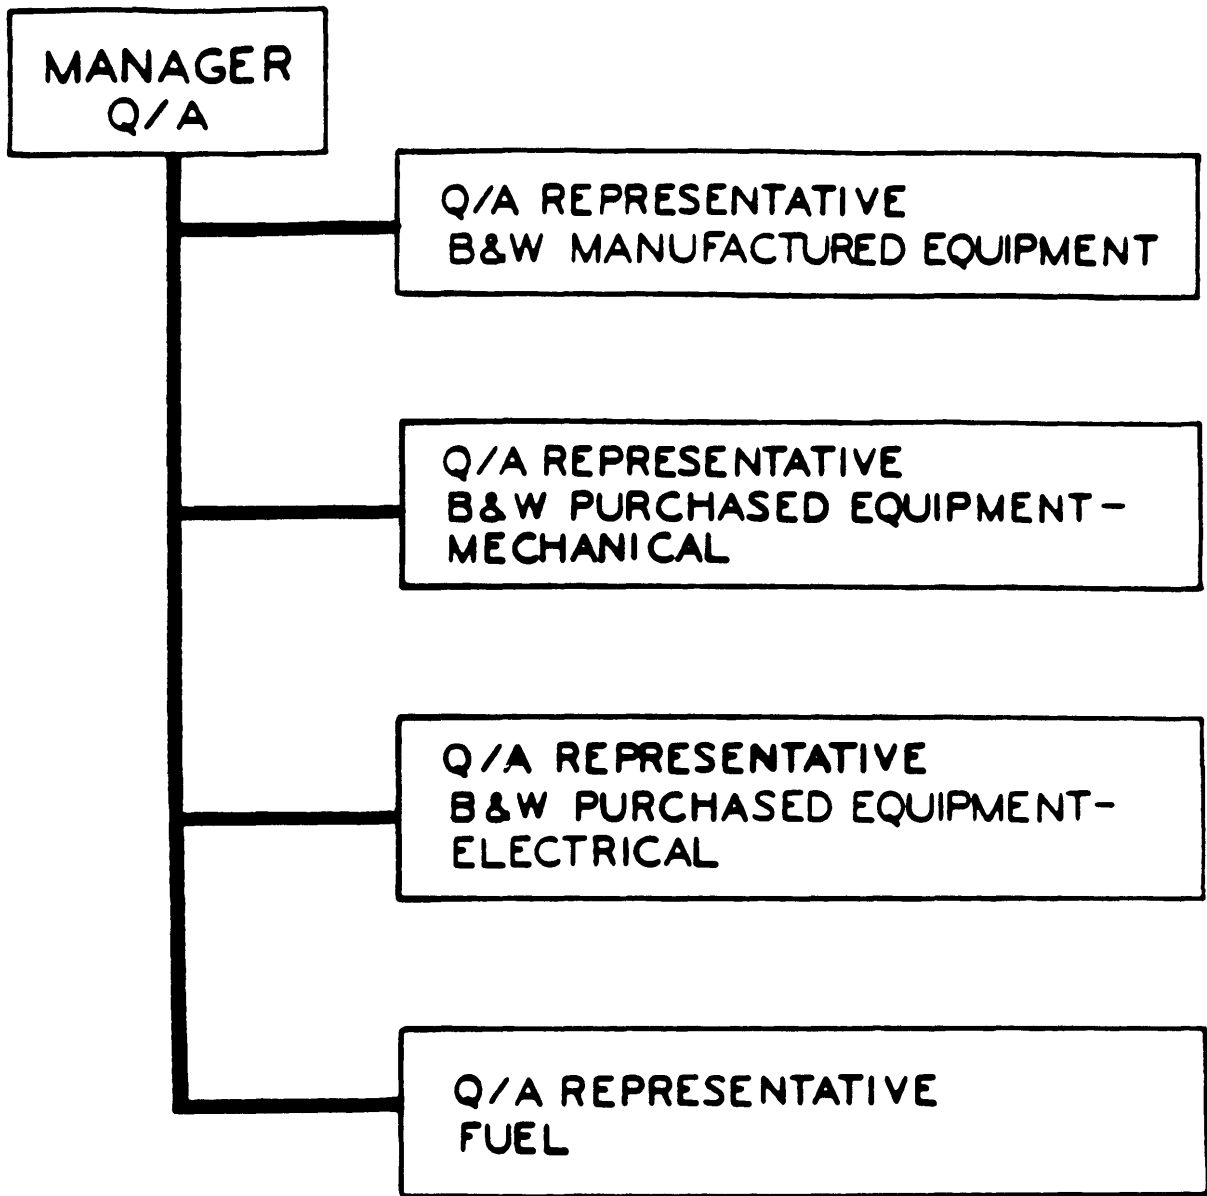 MANAGER
Q/A
Q/A REPRESENTATIVE
B&W MANUFACTURED EQUIPMENT
Q/A REPRESENTATIVE
B&W PURCHASED EQUIPMENT-
MECHANICAL
Q/A REPRESENTATIVE
B&W PURCHASED EQUIPMENT-
ELECTRICAL
Q/A REPRESENTATIVE
FUEL